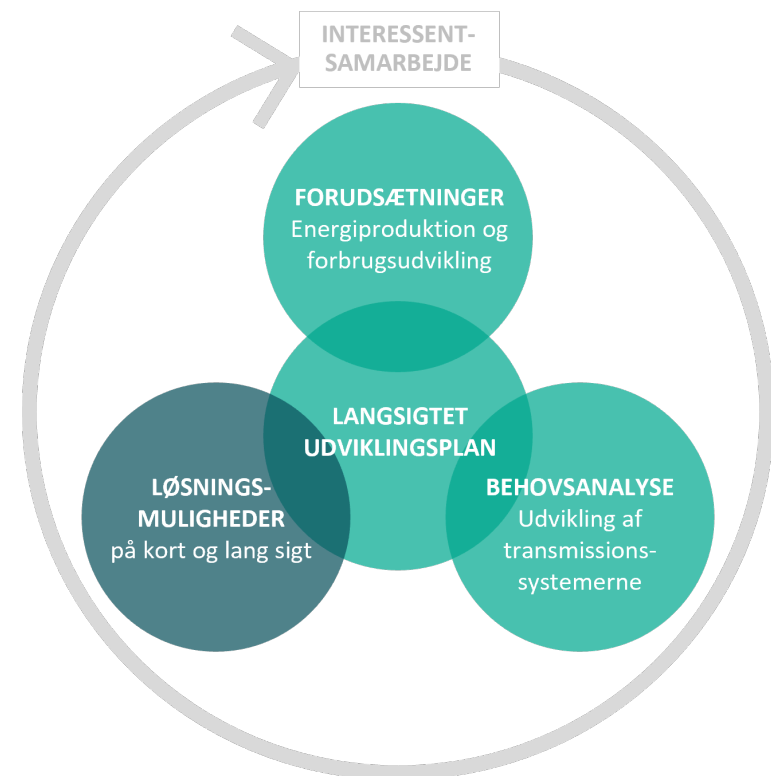 INTERESSENT-
SAMARBEJDE
FORUDSÆTNINGER
Energiproduktion og
forbrugsudvikling
LANGSIGTET
UDVIKLINGSPLAN
LØSNINGS-
MULIGHEDER
på kort og lang sigt
BEHOVSANALYSE
Udvikling af
transmissions-
systemerne